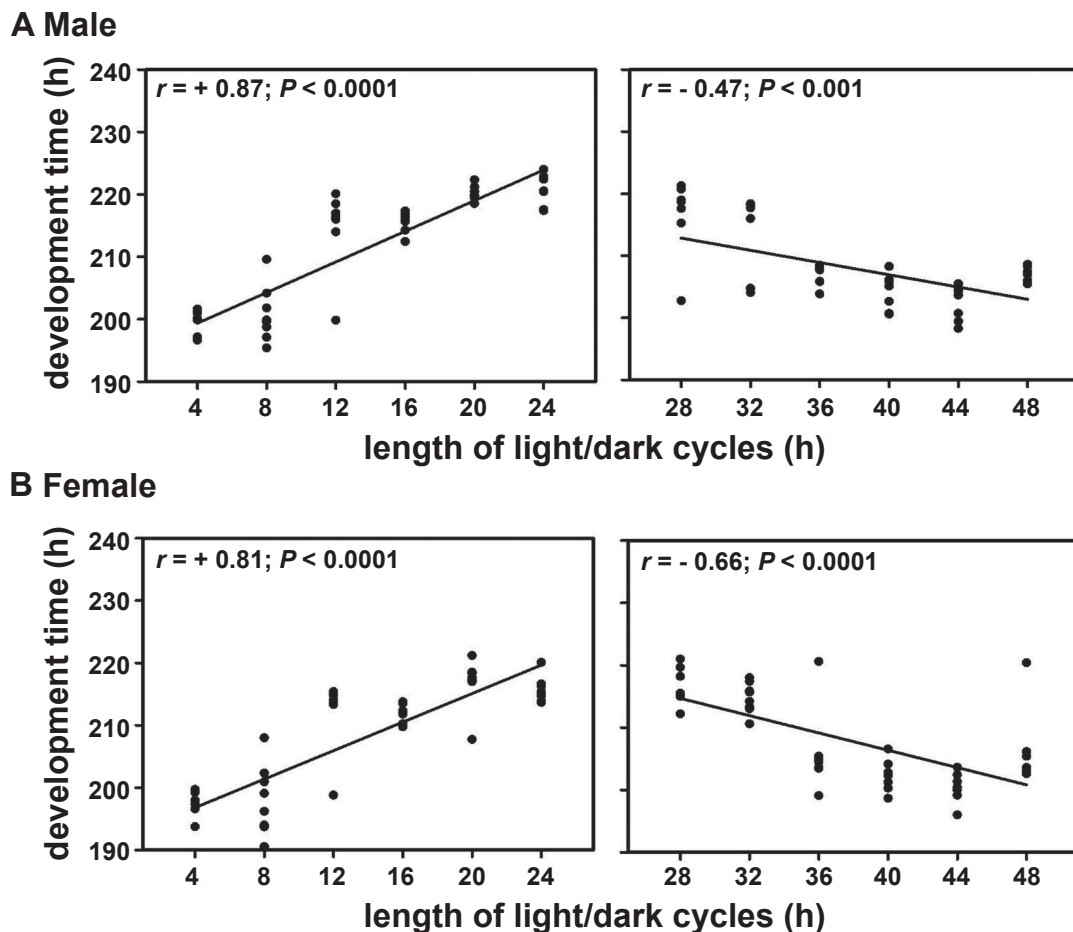 A Male
development time (h)
240
230
220
210
200
190
r = + 0.87; P < 0.0001
r = - 0.47; P < 0.001
4 8 12 16 20 24
28 32 36 40 44 48
length of light/dark cycles (h)
B Female
development time (h)
240
230
220
210
200
190
r = + 0.81; P < 0.0001
r = - 0.66; P < 0.0001
4 8 12 16 20 24
28 32 36 40 44 48
length of light/dark cycles (h)